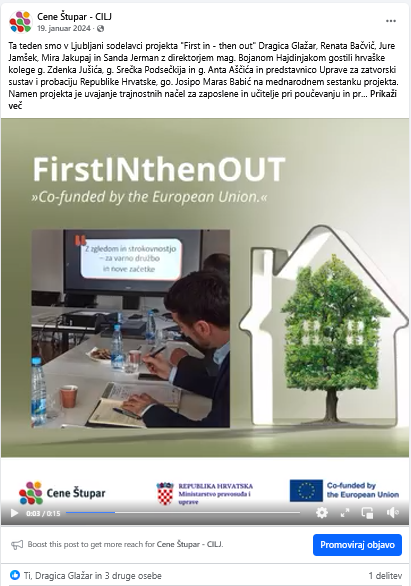 Cene Štupar - CILJ
19. januar 2024 ·
Ta teden smo v Ljubljani sodelavci projekta "First in - then out" Dragica Glažar, Renata Bačvič, Jure
Jamšek, Mira Jakupaj in Sanda Jerman z direktorjem mag. Bojanom Hajdinjakom gostili hrvaške
kolege g. Zdenka Jušića, g. Srečka Podsečkija in g. Anta Aščića in predstavnico Uprave za zatvorski
sustav i probaciju Republike Hrvatske, go. Josipo Maras Babić na mednarodnem sestanku projekta.
Namen projekta je uvajanje trajnostnih načel za zaposlene in učitelje pri poučevanju in pr... Prikaži
več
FirstINthenOUT
»Co-funded by the European Union.«
Z zgledom in strokovnostjo
– za varno družbo
in nove začetke
Cene Štupar
REPUBLIKA HRVATSKA
Ministarstvo pravosuđa i
uprave
Co-funded by
the European Union
0:03 / 0:15
Boost this post to get more reach for Cene Štupar - CILJ.
Promoviraj objavo
Ti, Dragica Glažar in 3 druge osebe
1 delitev